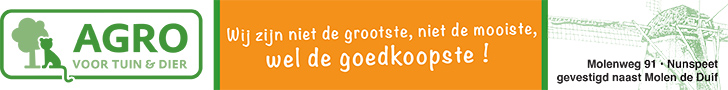 AGRO
VOOR TUIN & DIER
Wij zijn niet de grootste, niet de mooiste,
wel de goedkoopste !
Molenweg 91 • Nunspeet
gevestigd naast Molen de Duif